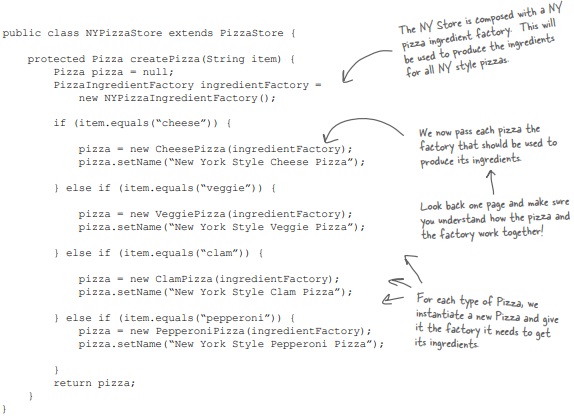 public class NYPizzaStore extends PizzaStore {
protected Pizza createPizza(String item) {
Pizza pizza = null;
PizzaIngredientFactory ingredientFactory =
new NYPizzaIngredientFactory();
if (item.equals(“cheese”)) {
pizza = new CheesePizza(ingredientFactory);
pizza.setName(“New York Style Cheese Pizza”);
} else if (item.equals(“veggie”)) {
pizza = new VeggiePizza(ingredientFactory);
pizza.setName(“New York Style Veggie Pizza”);
} else if (item.equals(“clam”)) {
pizza = new ClamPizza(ingredientFactory);
pizza.setName(“New York Style Clam Pizza”);
} else if (item.equals(“pepperoni”)) {
pizza = new PepperoniPizza(ingredientFactory);
pizza.setName(“New York Style Pepperoni Pizza”);
}
return pizza;
}
}
The NY Store is composed with a NY
pizza ingredient factory. This will
be used to produce the ingredients
for all NY style pizzas.
We now pass each pizza the
factory that should be used to
produce its ingredients.
Look back one page and make sure
you understand how the pizza and
the factory work together!
For each type of Pizza, we
instantiate a new Pizza and give
it the factory it needs to get
its ingredients.